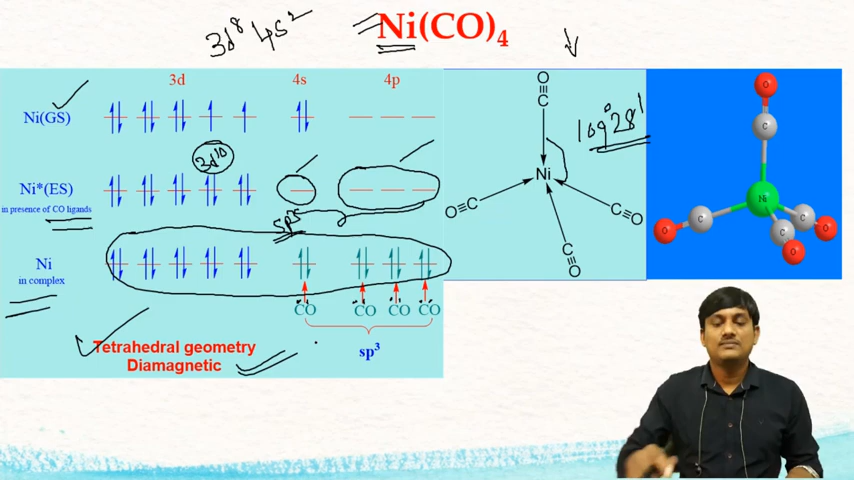 3d⁸ 4s²
Ni(CO)₄
3d 4s 4p
Ni(GS)
3d¹⁰
Ni*(ES)
in presence of CO ligands
sp³
Ni
in complex
CO CO CO CO
sp³
Tetrahedral geometry
Diamagnetic
O
C
109°28'
Ni
O≡C
C≡O
C
O
O
C
Ni
O C C O
C
O